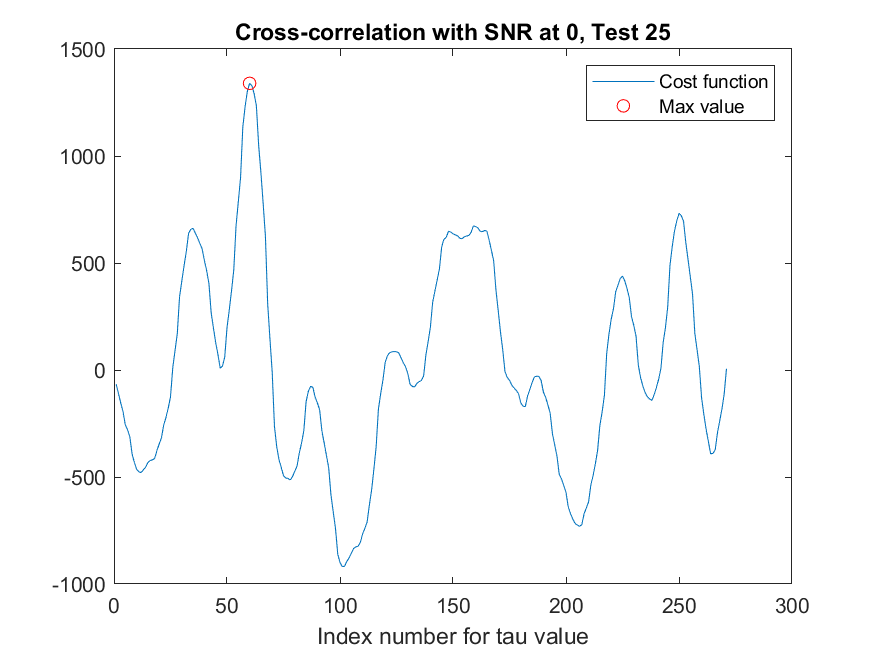 Cross-correlation with SNR at 0, Test 25
1500
1000
500
0
-500
-1000
Cost function
Max value
0 50 100 150 200 250 300
Index number for tau value